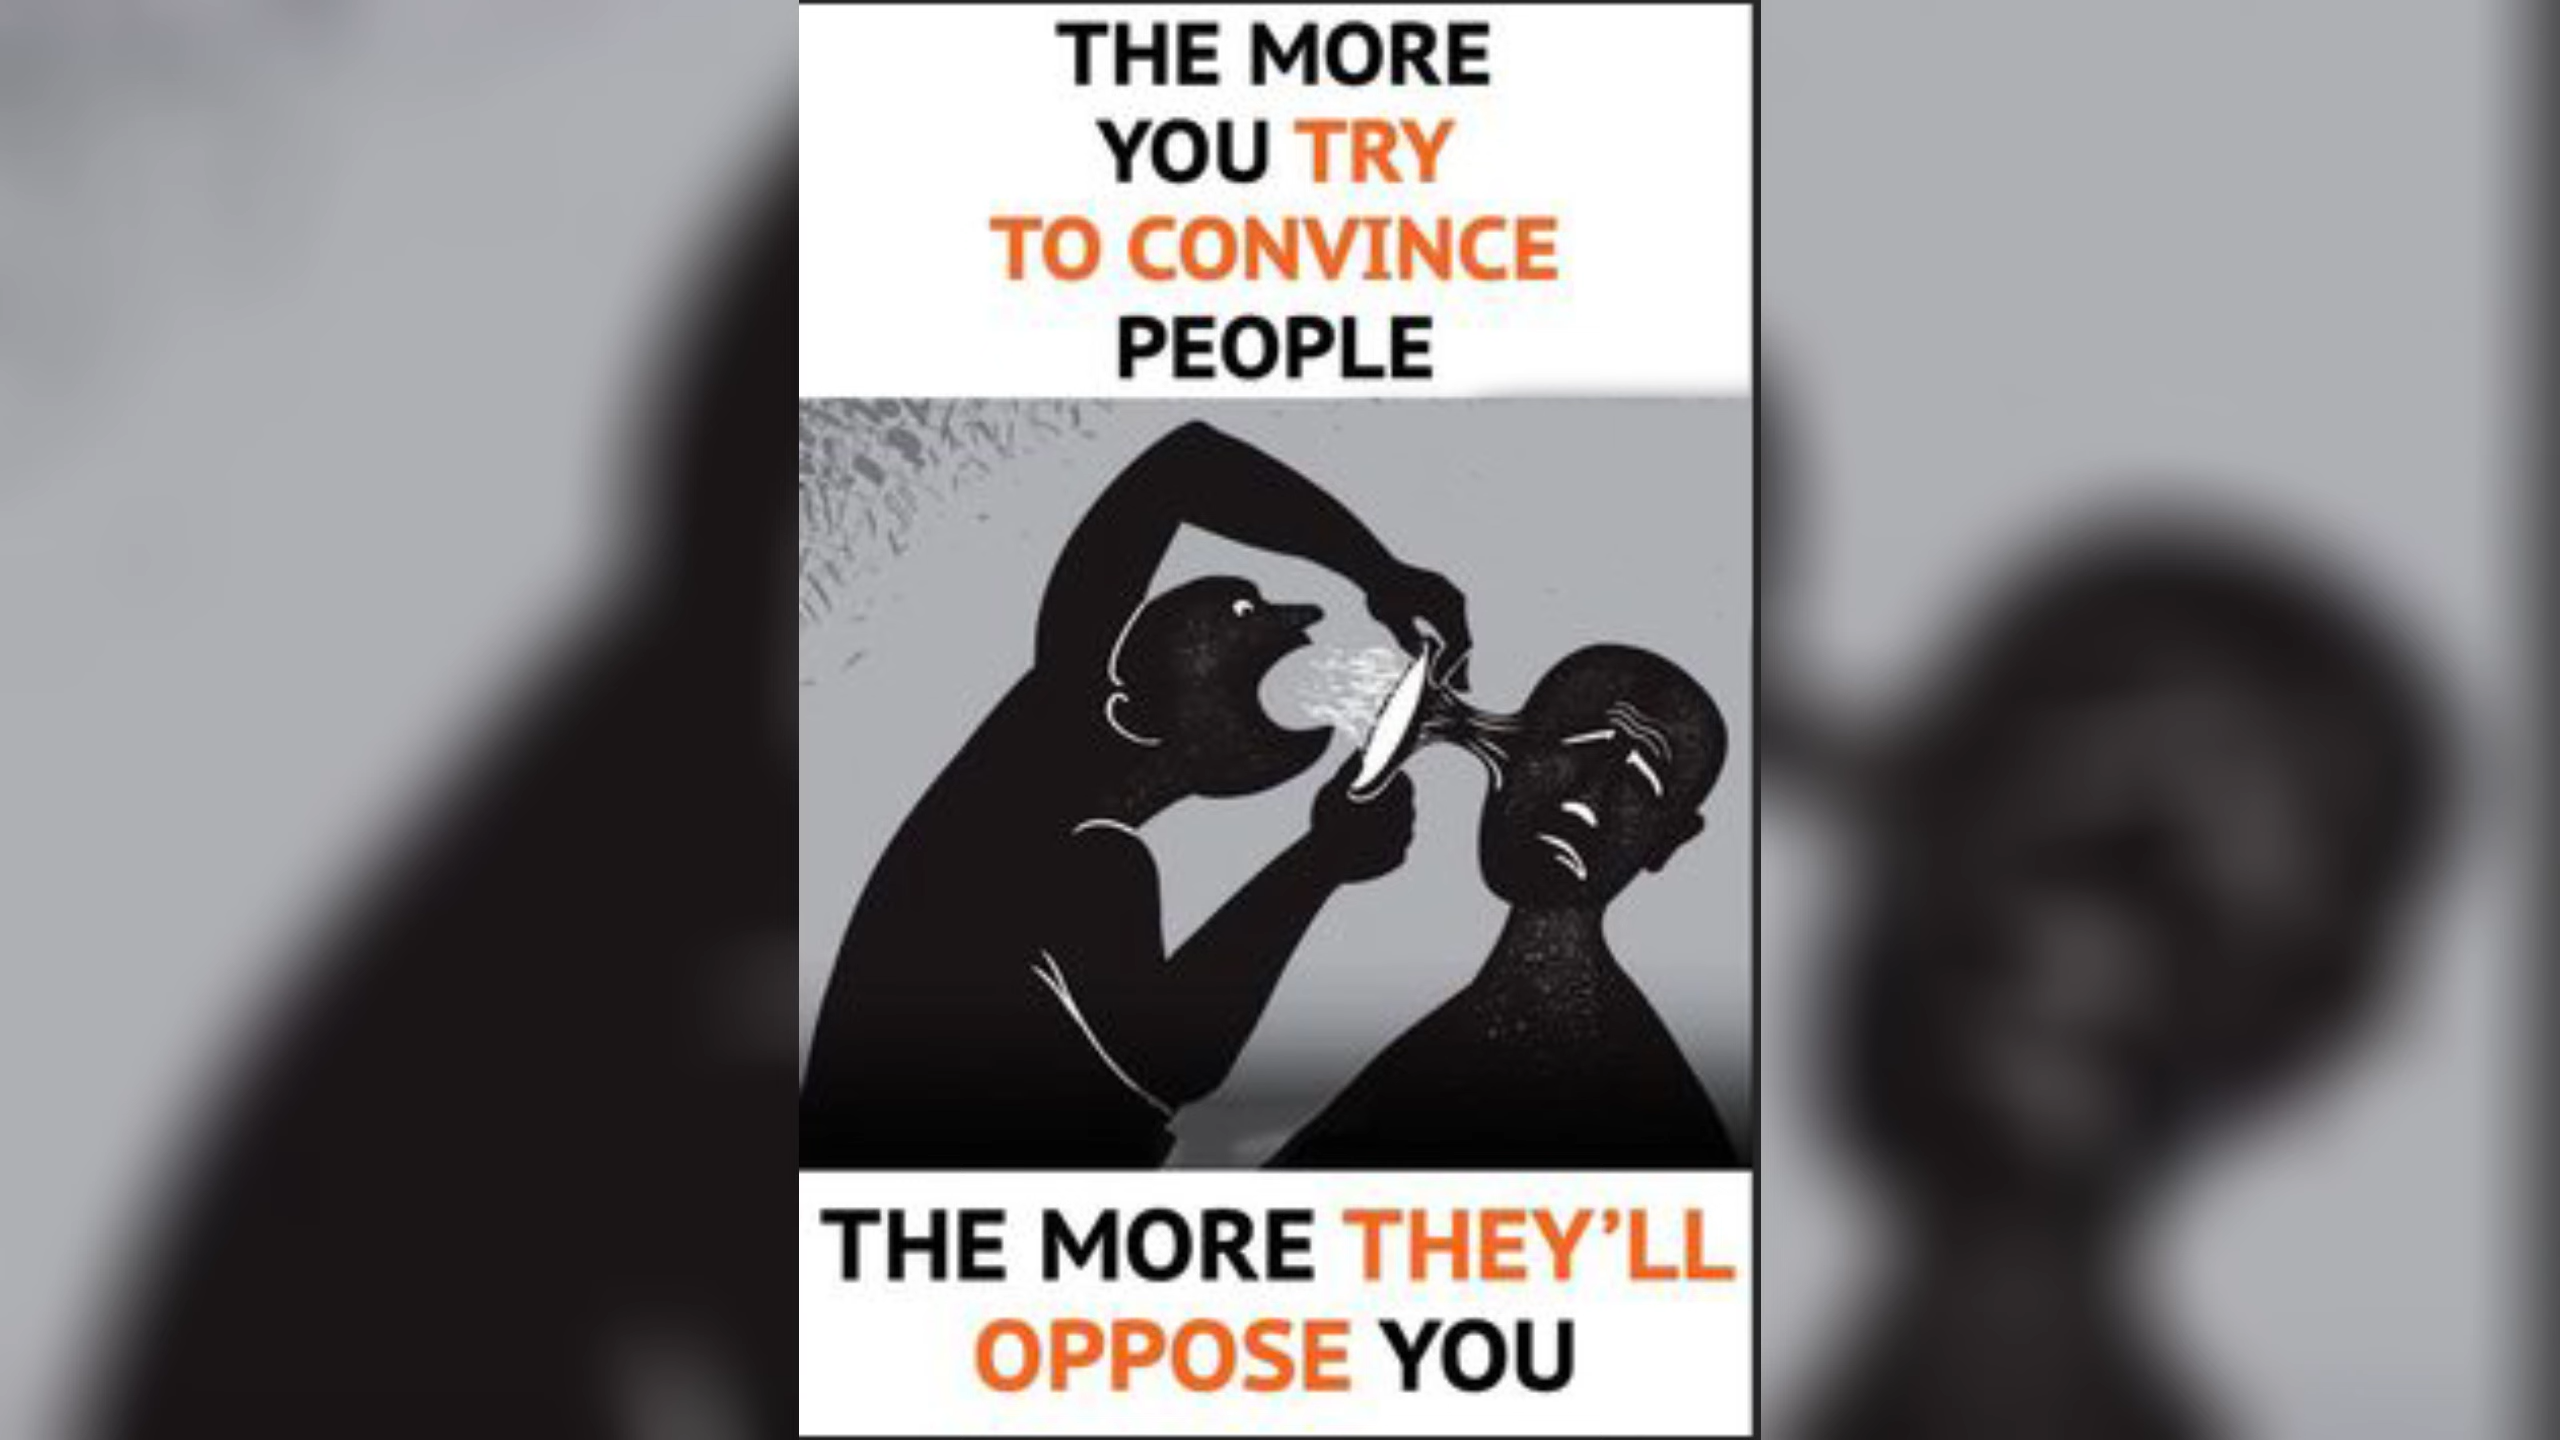 THE MORE
YOU TRY
TO CONVINCE
PEOPLE
THE MORE THEY'LL
OPPOSE YOU